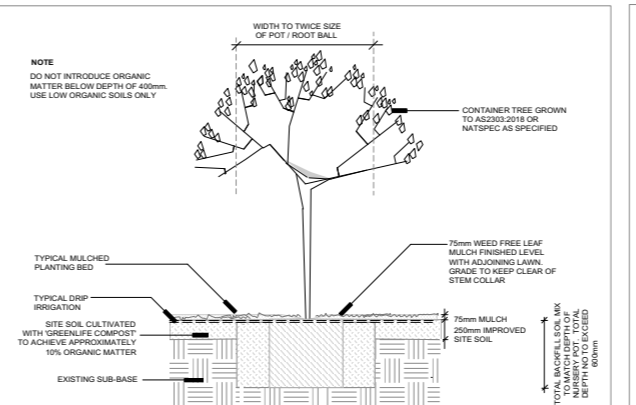 WIDTH TO TWICE SIZE
OF POT / ROOT BALL
NOTE
DO NOT INTRODUCE ORGANIC
MATTER BELOW DEPTH OF 400mm.
USE LOW ORGANIC SOILS ONLY
CONTAINER TREE GROWN
TO AS2303:2018 OR
NATSPEC AS SPECIFIED
75mm WEED FREE LEAF
MULCH FINISHED LEVEL
WITH ADJOINING LAWN.
GRADE TO KEEP CLEAR OF
STEM COLLAR
TYPICAL MULCHED
PLANTING BED
TYPICAL DRIP
IRRIGATION
SITE SOIL CULTIVATED
WITH 'GREENLIFE COMPOST'
TO ACHIEVE APPROXIMATELY
10% ORGANIC MATTER
EXISTING SUB-BASE
75mm MULCH
250mm IMPROVED
SITE SOIL
TOTAL BACKFILL SOIL MIX
TO MATCH DEPTH OF
NURSERY POT. TOTAL
DEPTH NO TO EXCEED
600mm